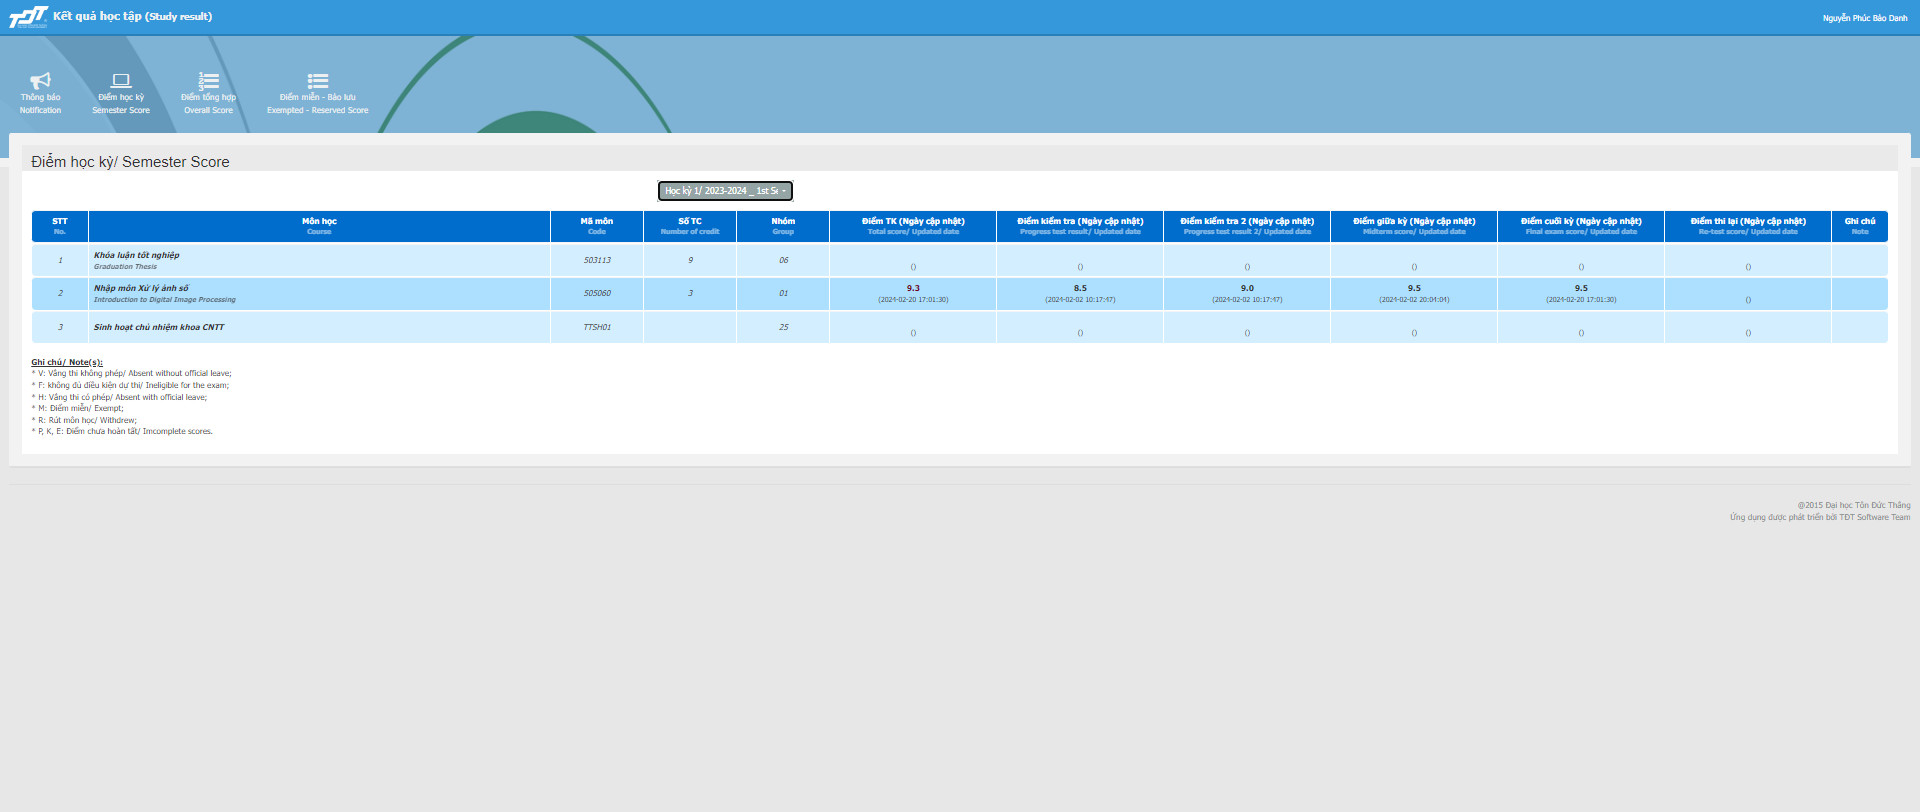 TDT
Kết quả học tập (Study result)
Nguyễn Phúc Bảo Danh
Thông báo
Notification
Điểm học kỳ
Semester Score
Điểm tổng hợp
Overall Score
Điểm miễn - Bảo lưu
Exempted - Reserved Score
Điểm học kỳ/ Semester Score
Học kỳ 1/ 2023-2024 _ 1st Se
STT Môn học Mã môn Số TC Nhóm Điểm TK (Ngày cập nhật) Điểm kiểm tra (Ngày cập nhật) Điểm kiểm tra 2 (Ngày cập nhật) Điểm giữa kỳ (Ngày cập nhật) Điểm cuối kỳ (Ngày cập nhật) Điểm thi lại (Ngày cập nhật) Ghi chú
No. Course Code Number of credit Group Total score/ Updated date Progress test result/ Updated date Progress test result 2/ Updated date Midterm score/ Updated date Final exam score/ Updated date Re-test score/ Updated date Note
1 Khóa luận tốt nghiệp 503113 9 06
Graduation Thesis () () () () () ()
2 Nhập môn Xử lý ảnh số 505060 3 01 9.3 8.5 9.0 9.5 9.5
Introduction to Digital Image Processing (2024-02-20 17:01:30) (2024-02-02 10:17:47) (2024-02-02 10:17:47) (2024-02-02 20:04:04) (2024-02-20 17:01:30) ()
3 Sinh hoạt chủ nhiệm khoa CNTT TTSH01 25
() () () () () ()
Ghi chú/ Note(s):
* V: Vắng thi không phép/ Absent without official leave;
* F: không đủ điều kiện dự thi/ Ineligible for the exam;
* H: Vắng thi có phép/ Absent with official leave;
* M: Điểm miễn/ Exempt;
* R: Rút môn học/ Withdrew;
* P, K, E: Điểm chưa hoàn tất/ Imcomplete scores.
@2015 Đại học Tôn Đức Thắng
Ứng dụng được phát triển bởi TĐT Software Team